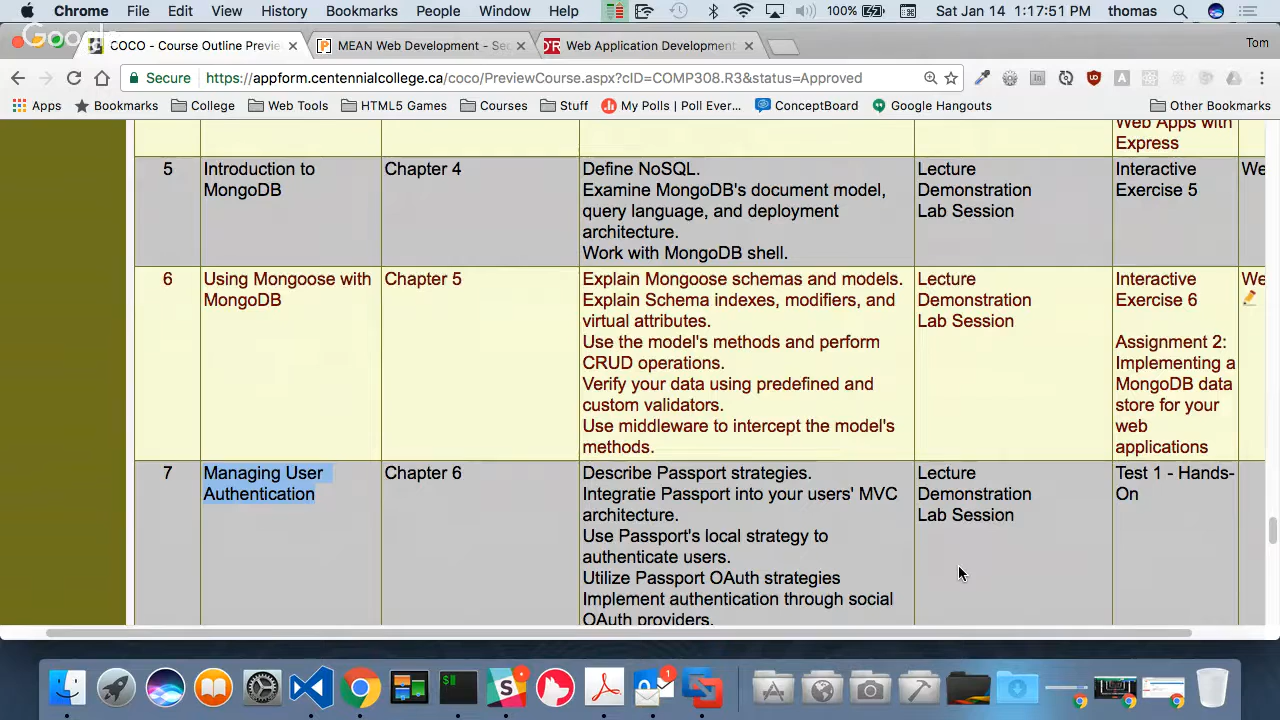 Chrome File Edit View History Bookmarks People Window Help 100% Sat Jan 14 1:17:51 PM thomas
Google
COCO - Course Outline Previe
MEAN Web Development - Se
Web Application Development
Tom
Secure https://appform.centennialcollege.ca/coco/PreviewCourse.aspx?cID=COMP308.R3&status=Approved
Apps Bookmarks College Web Tools HTML5 Games Courses Stuff My Polls | Poll Ever... ConceptBoard Google Hangouts Other Bookmarks
Web Apps with
Express
5
Introduction to
MongoDB
Chapter 4
Define NoSQL.
Examine MongoDB's document model,
query language, and deployment
architecture.
Work with MongoDB shell.
Lecture
Demonstration
Lab Session
Interactive
Exercise 5
We
6
Using Mongoose with
MongoDB
Chapter 5
Explain Mongoose schemas and models.
Explain Schema indexes, modifiers, and
virtual attributes.
Use the model's methods and perform
CRUD operations.
Verify your data using predefined and
custom validators.
Use middleware to intercept the model's
methods.
Lecture
Demonstration
Lab Session
Interactive
Exercise 6
Assignment 2:
Implementing a
MongoDB data
store for your
web
applications
We
7
Managing User
Authentication
Chapter 6
Describe Passport strategies.
Integratie Passport into your users' MVC
architecture.
Use Passport's local strategy to
authenticate users.
Utilize Passport OAuth strategies
Implement authentication through social
OAuth providers.
Lecture
Demonstration
Lab Session
Test 1 - Hands-
On